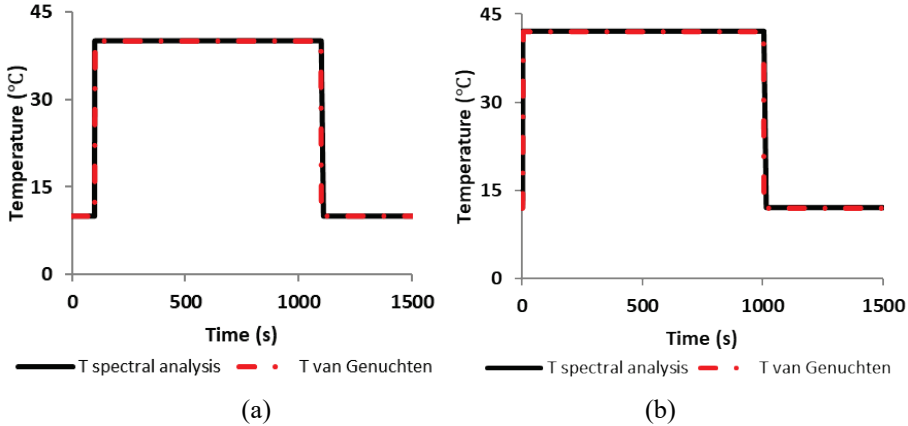 45
30
15
0
Temperature (°C)
0 500 1000 1500
Time (s)
T spectral analysis T van Genuchten
(a)
45
30
15
0
Temperature (°C)
0 500 1000 1500
Time (s)
T spectral analysis T van Genuchten
(b)